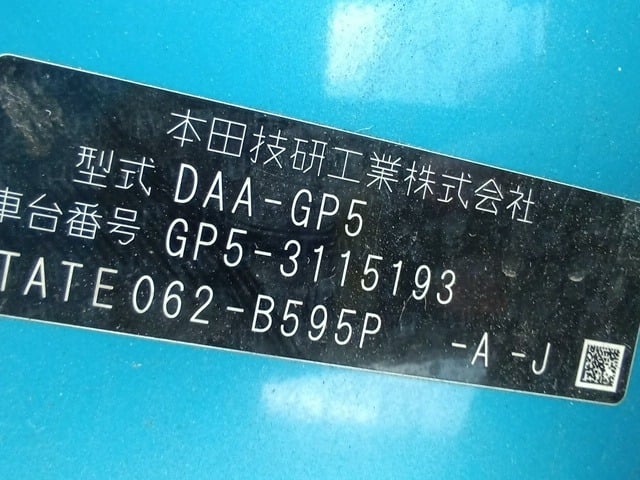 本田技研工業株式会社
型式 DAA-GP5
車台番号 GP5-3115193
TATE 062-B595P -A -J